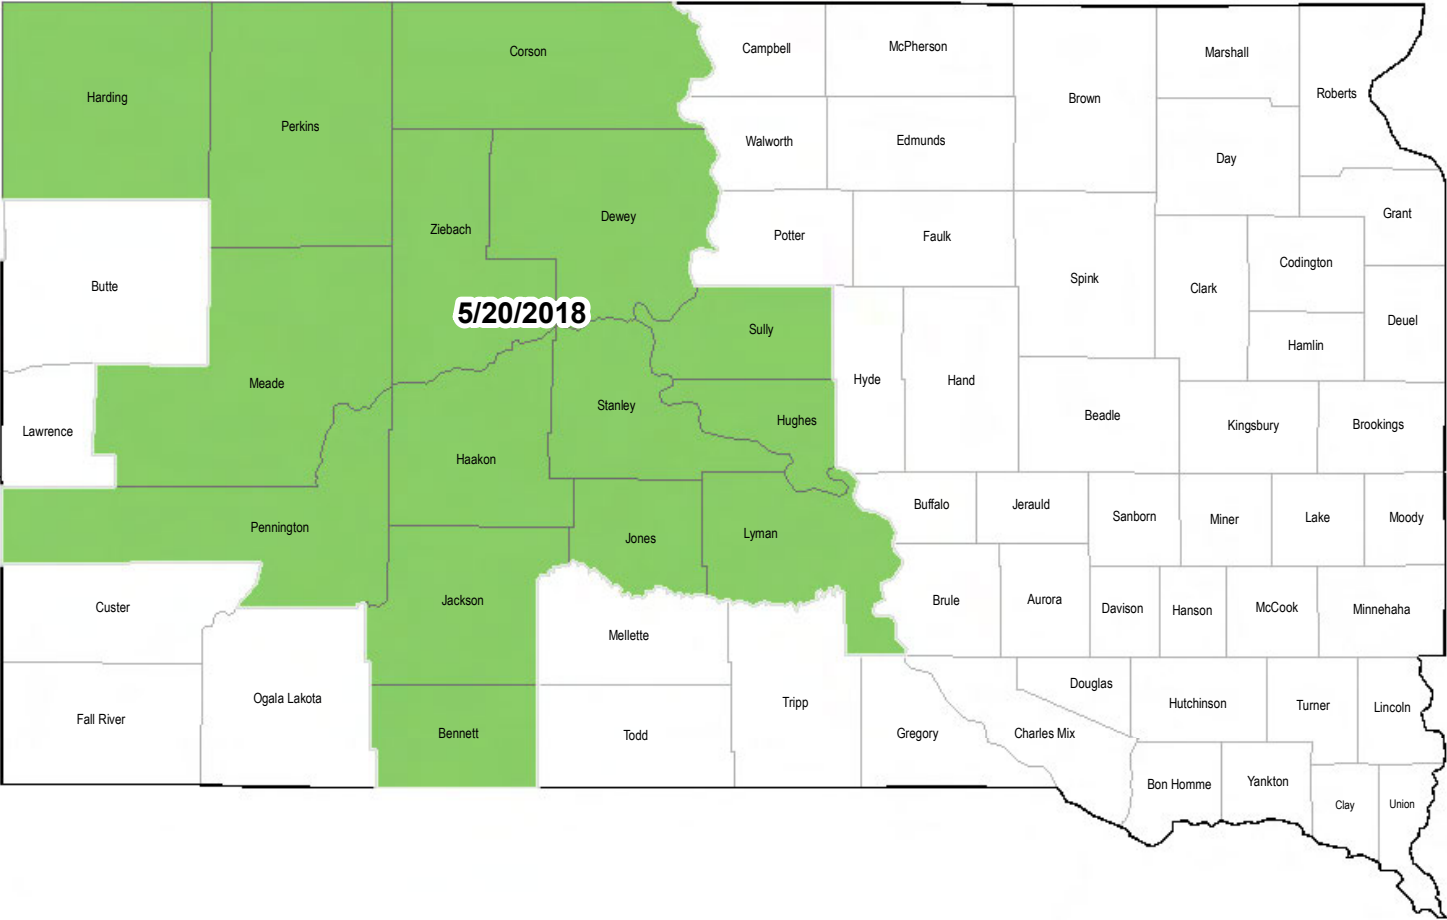 Corson
Campbell
McPherson
Marshall
Harding
Perkins
Brown
Roberts
Walworth
Edmunds
Day
Ziebach
Dewey
Potter
Faulk
Grant
Butte
Spink
Clark
Codington
5/20/2018
Sully
Deuel
Hamlin
Meade
Hyde
Hand
Stanley
Hughes
Beadle
Kingsbury
Brookings
Lawrence
Haakon
Pennington
Jones
Lyman
Buffalo
Jerauld
Sanborn
Miner
Lake
Moody
Custer
Jackson
Mellette
Brule
Aurora
Davison
Hanson
McCook
Minnehaha
Fall River
Ogala Lakota
Bennett
Todd
Tripp
Gregory
Charles Mix
Douglas
Hutchinson
Turner
Lincoln
Bon Homme
Yankton
Clay
Union